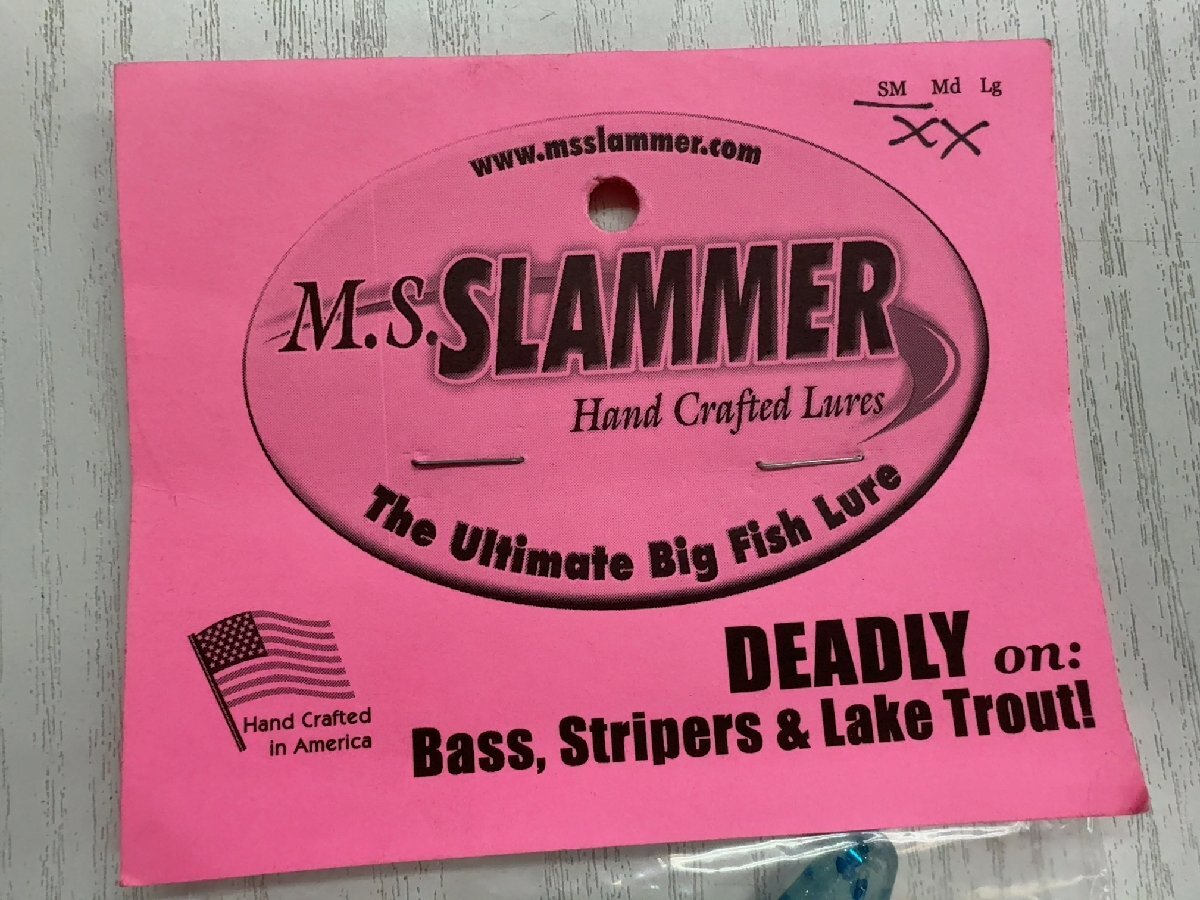 SM Md Lg
XX
www.msslammer.com
M.S. SLAMMER
Hand Crafted Lures
The Ultimate Big Fish Lure
DEADLY on:
Bass, Stripers & Lake Trout!
Hand Crafted
in America